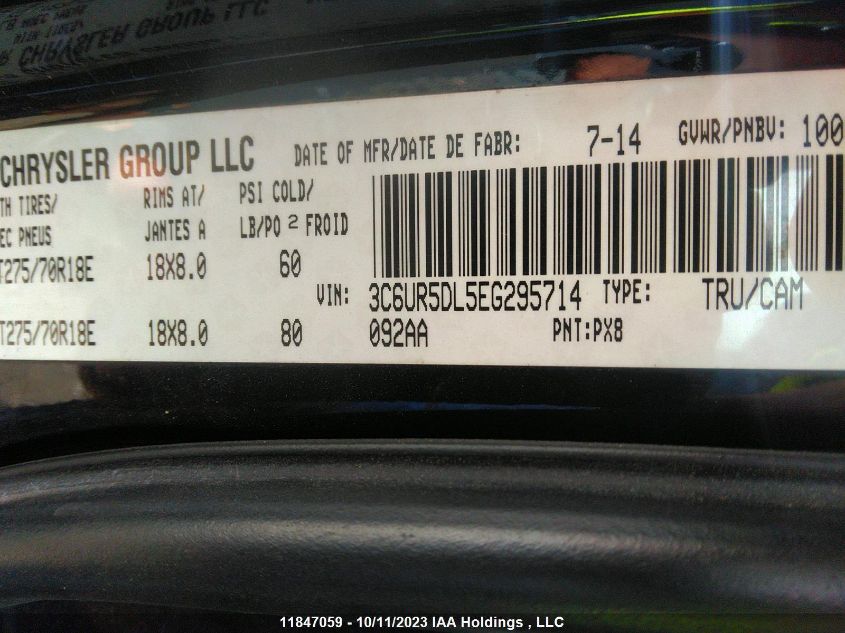 CHRYSLER GROUP LLC DATE OF MFR/DATE DE FABR: 7-14 GVWR/PNBV: 100
TH TIRES/ RIMS AT/ PSI COLD/
EC PNEUS JANTES A LB/PO 2 FROID
T275/70R18E 18X8.0 60
VIN: 3C6UR5DL5EG295714 TYPE: TRU/CAM
T275/70R18E 18X8.0 80 092AA PNT:PX8
11847059 - 10/11/2023 IAA Holdings , LLC